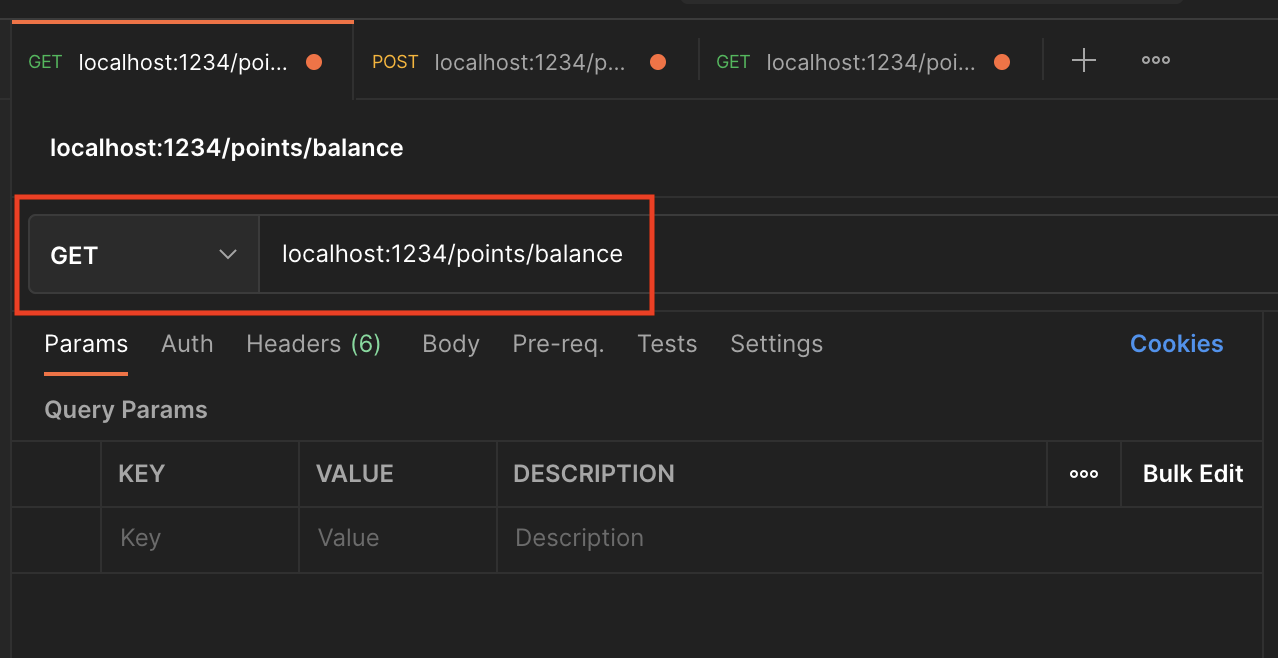 GET localhost:1234/poi... POST localhost:1234/p... GET localhost:1234/poi...
localhost:1234/points/balance
GET localhost:1234/points/balance
Params Auth Headers (6) Body Pre-req. Tests Settings Cookies
Query Params
KEY VALUE DESCRIPTION Bulk Edit
Key Value Description